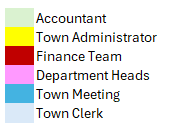 Accountant
Town Administrator
Finance Team
Department Heads
Town Meeting
Town Clerk